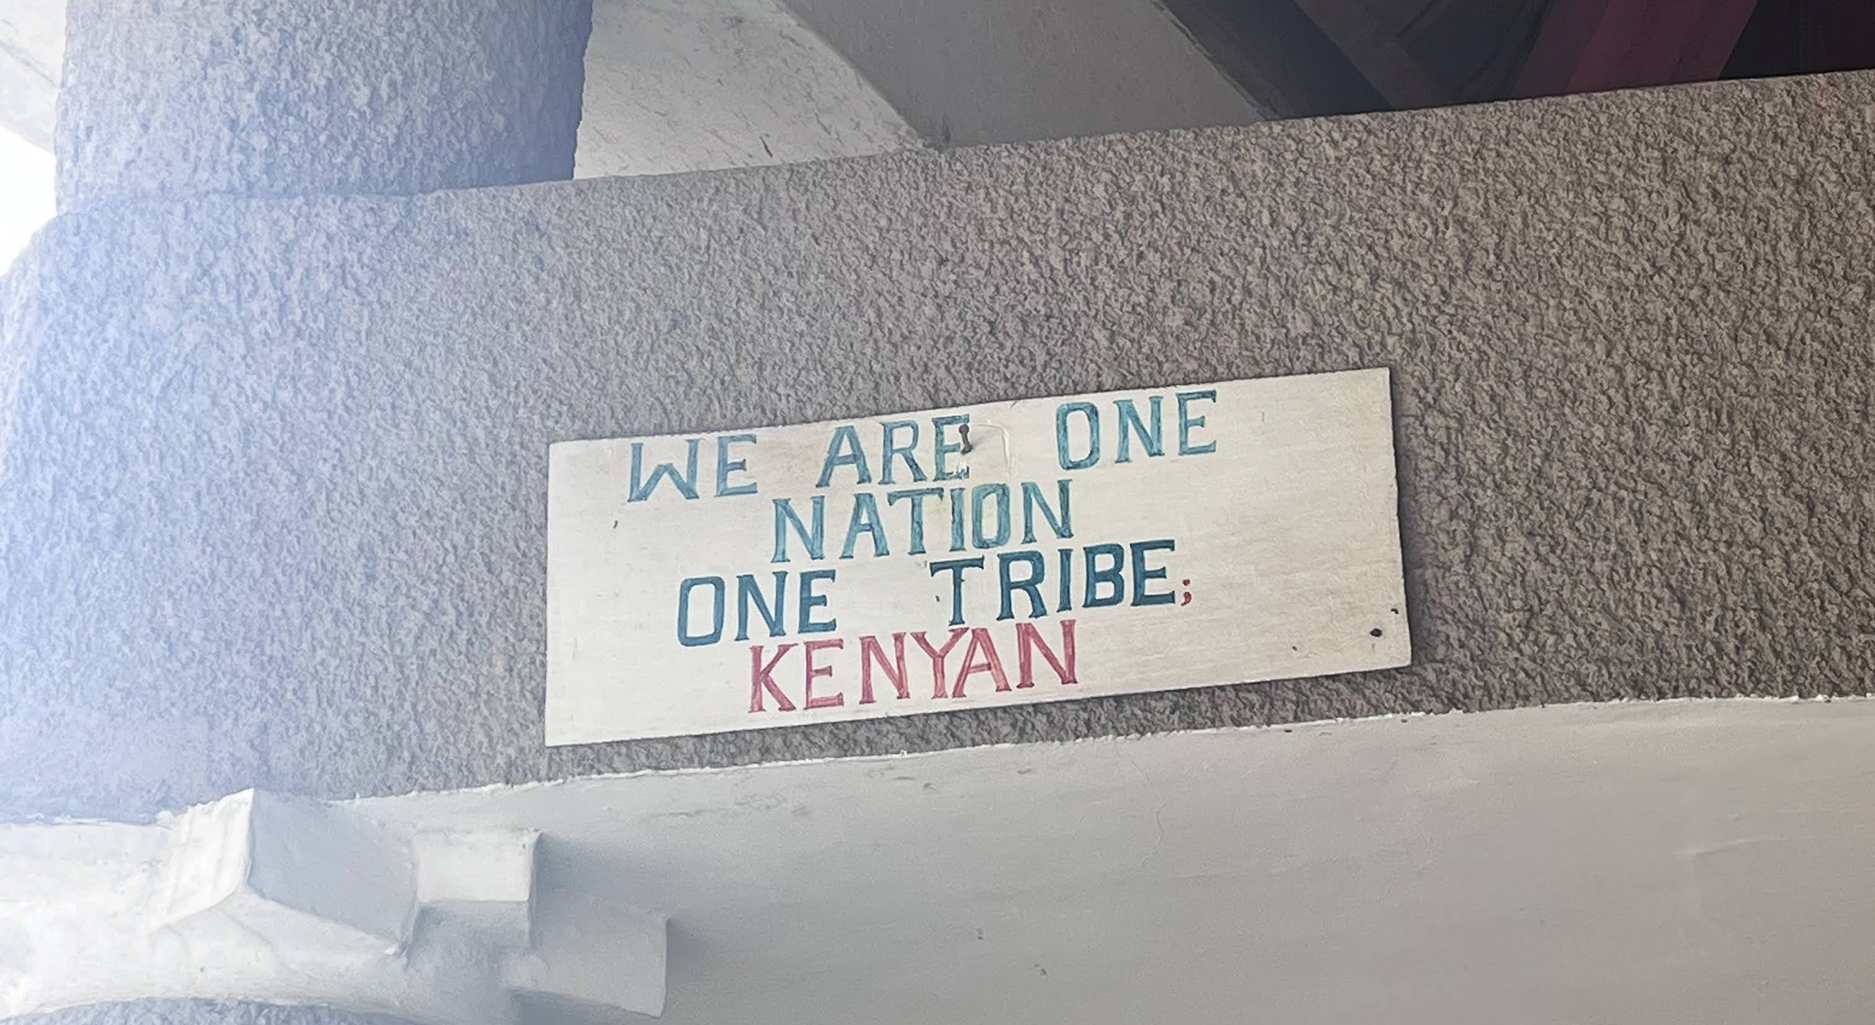 WE ARE ONE
NATION
ONE TRIBE;
KENYAN